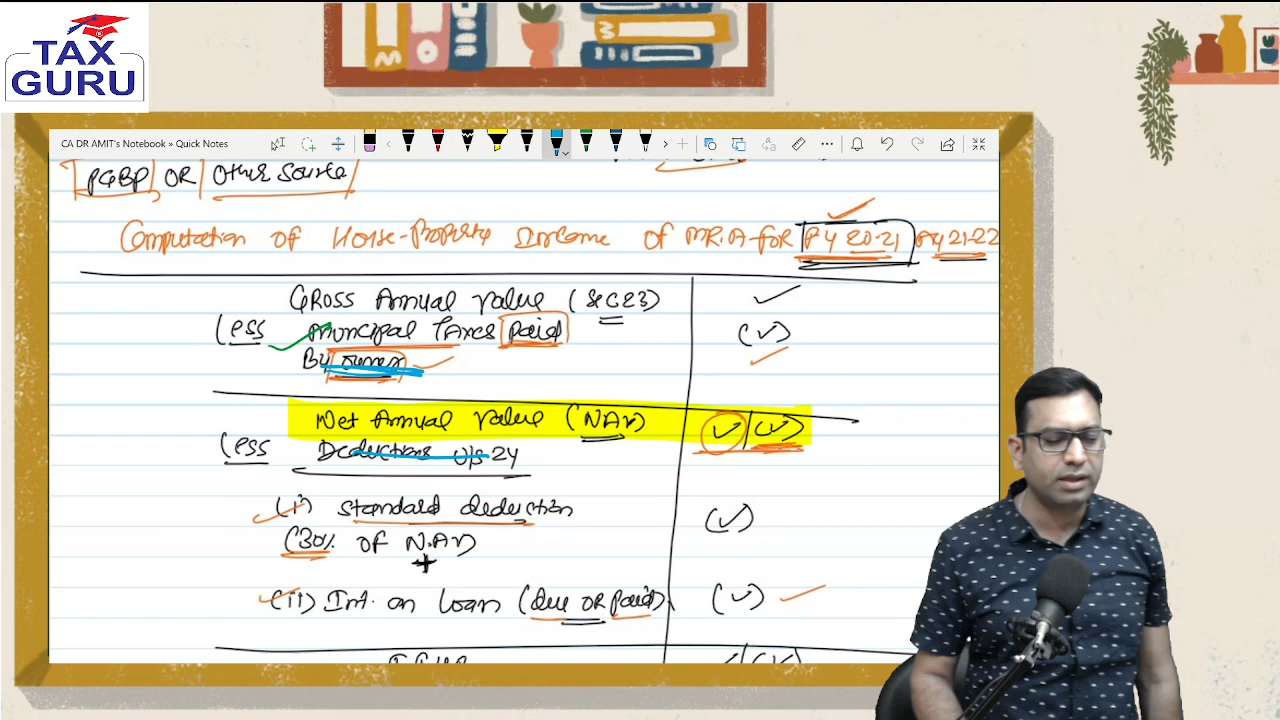 TAX
GURU
CA DR AMIT's Notebook » Quick Notes
PGBP OR Other Source
Computation of House-Property Income of MR.A FOR P Y 20-21 AY 21-22
GROSS Annual Value (SEC 23)
Less Municipal Taxes paid
By owner
Net Annual Value (NAV)
Less Deductions U/s 24
(i) standard deduction
(30% of N.AV)
+
(ii) Int. on Loan (due OR paid)